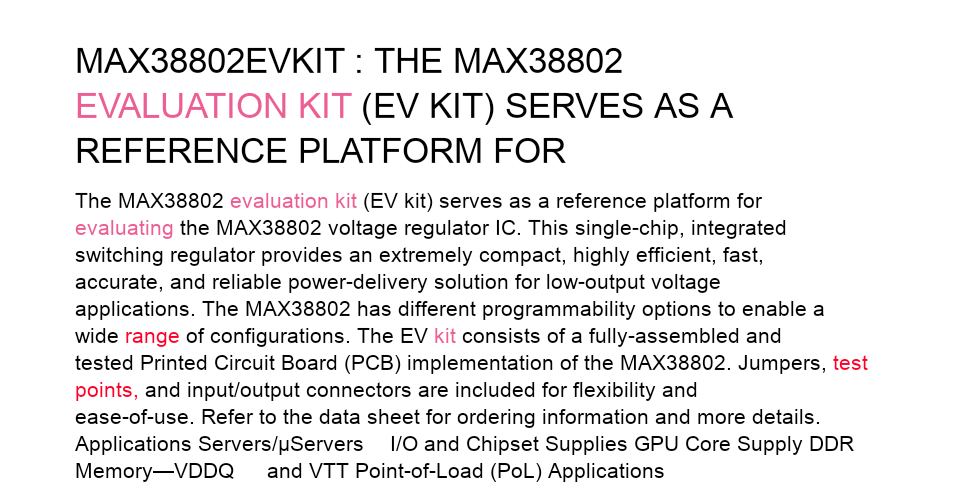 MAX38802EVKIT : THE MAX38802
EVALUATION KIT (EV KIT) SERVES AS A
REFERENCE PLATFORM FOR
The MAX38802 evaluation kit (EV kit) serves as a reference platform for
evaluating the MAX38802 voltage regulator IC. This single-chip, integrated
switching regulator provides an extremely compact, highly efficient, fast,
accurate, and reliable power-delivery solution for low-output voltage
applications. The MAX38802 has different programmability options to enable a
wide range of configurations. The EV kit consists of a fully-assembled and
tested Printed Circuit Board (PCB) implementation of the MAX38802. Jumpers, test
points, and input/output connectors are included for flexibility and
ease-of-use. Refer to the data sheet for ordering information and more details.
Applications Servers/µServers    I/O and Chipset Supplies GPU Core Supply DDR
Memory—VDDQ     and VTT Point-of-Load (PoL) Applications